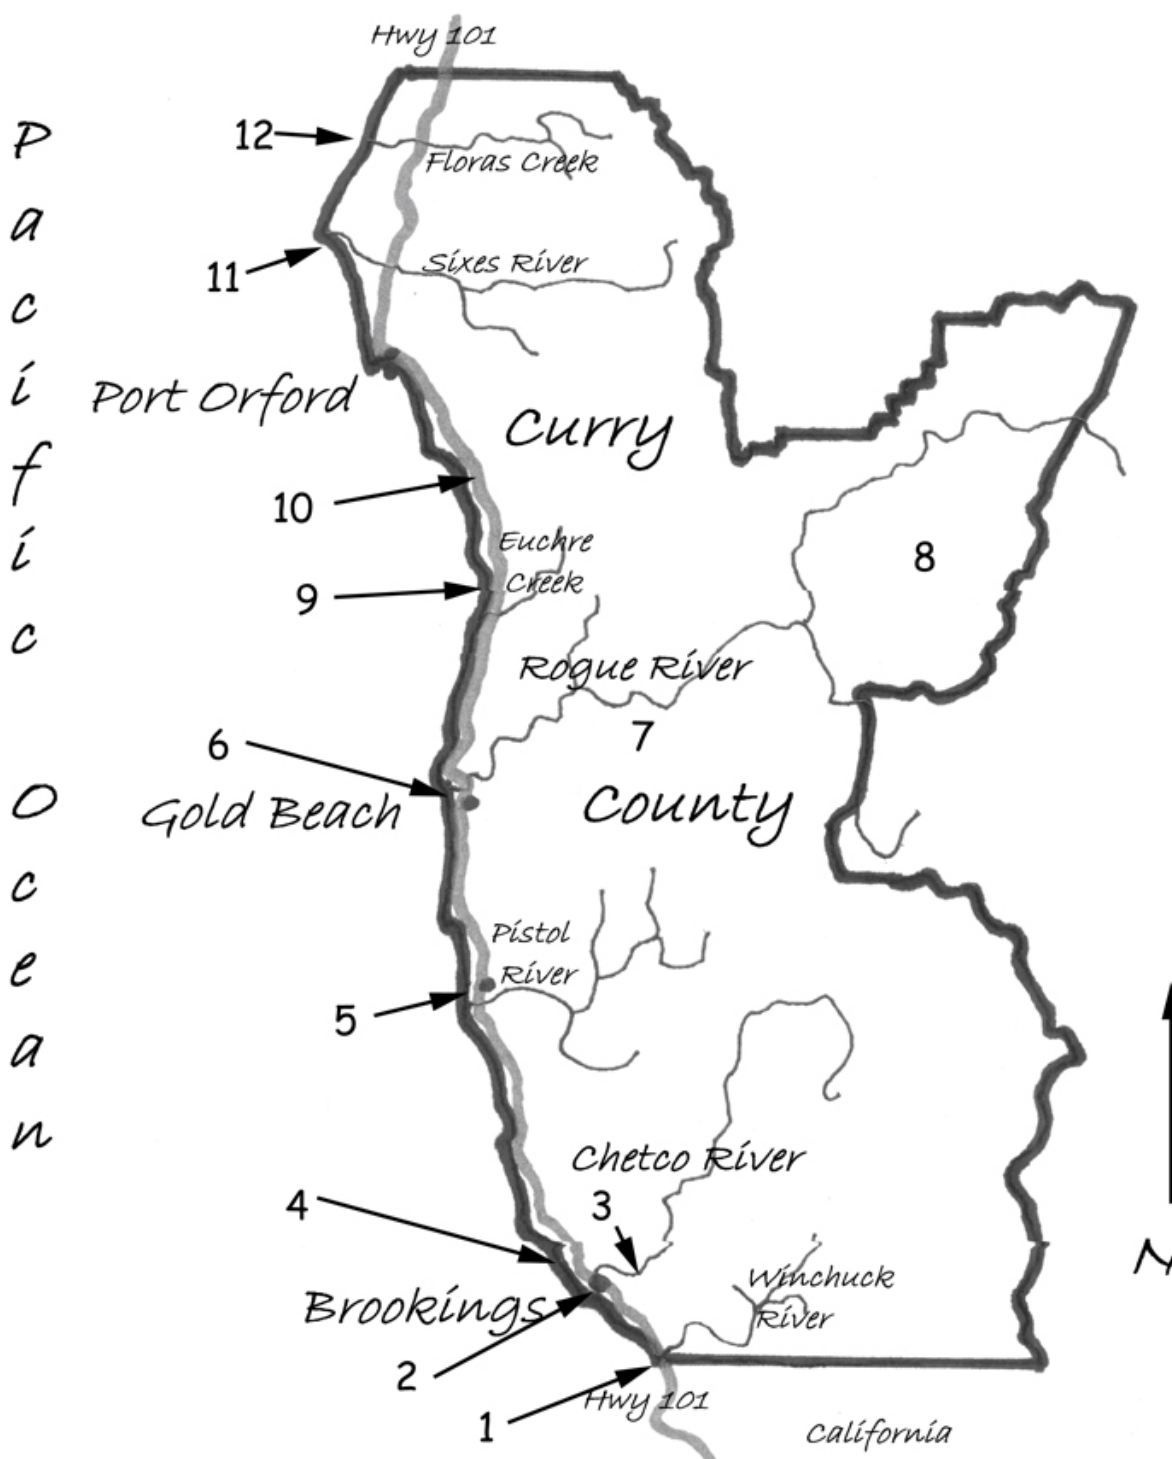 Hwy 101
Pacific Ocean
12
Floras Creek
11
Sixes River
Port Orford
Curry
10
Euchre
Creek
9
8
Rogue River
7
6
Gold Beach
County
Pistol
River
5
Chetco River
4
3
Winchuck
River
Brookings
2
1
Hwy 101
California
N